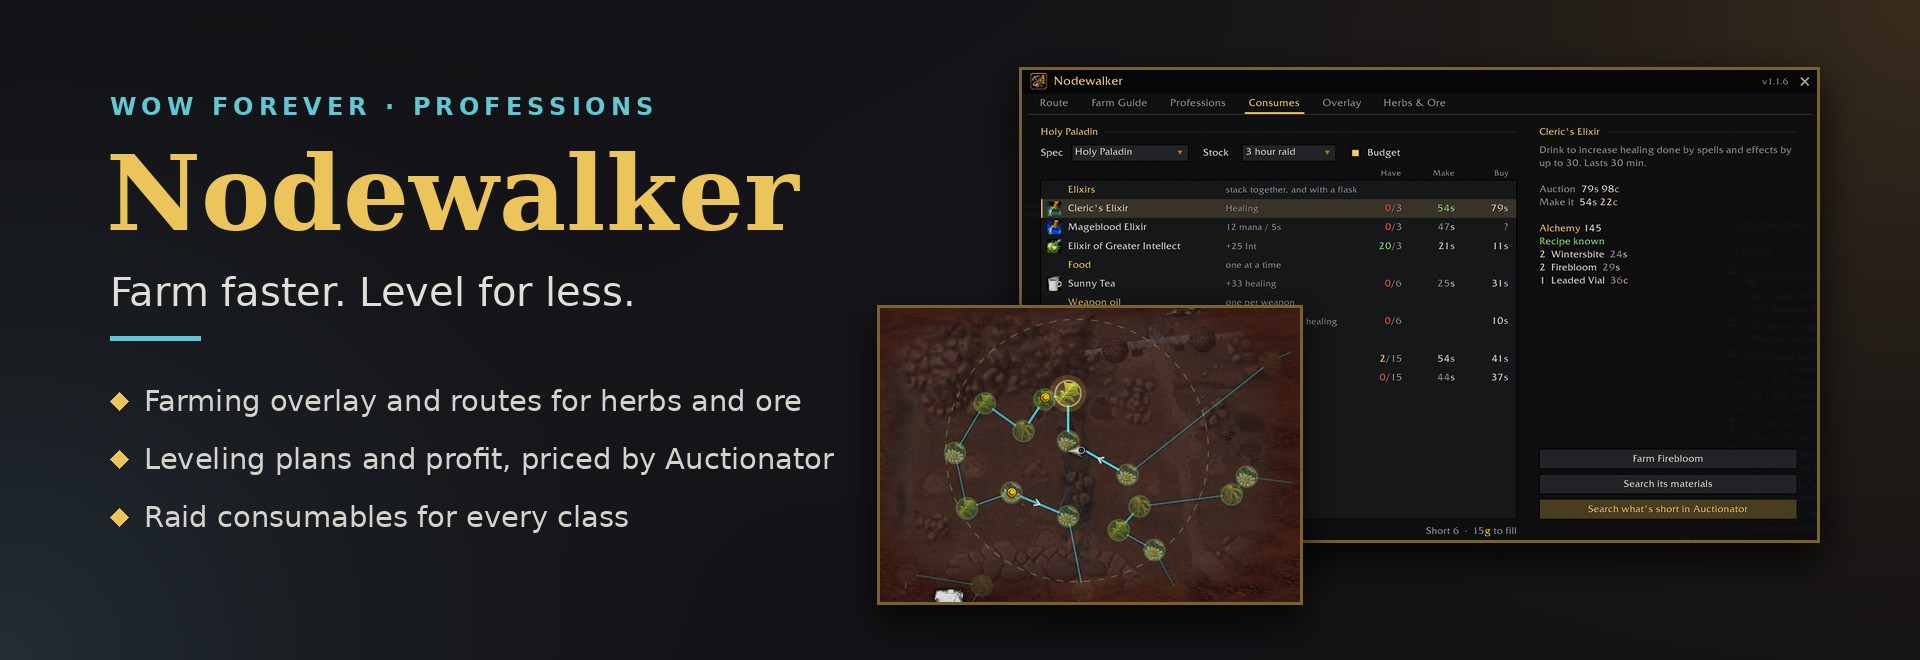 WOW FOREVER · PROFESSIONS
Nodewalker
Farm faster. Level for less.
Farming overlay and routes for herbs and ore
Leveling plans and profit, priced by Auctionator
Raid consumables for every class
Nodewalker
v1.1.6
Route Farm Guide Professions Consumes Overlay Herbs & Ore
Holy Paladin
Spec Holy Paladin Stock 3 hour raid Budget
Have Make Buy
Elixirs stack together, and with a flask
Cleric's Elixir Healing 0/3 54s 79s
Mageblood Elixir 12 mana / 5s 0/3 47s ?
Elixir of Greater Intellect +25 Int 20/3 21s 11s
Food one at a time
Sunny Tea +33 healing 0/6 25s 31s
Weapon oil one per weapon
healing 0/6 10s
2/15 54s 41s
0/15 44s 37s
Short 6 · 15g to fill
Cleric's Elixir
Drink to increase healing done by spells and effects by
up to 30. Lasts 30 min.
Auction 79s 98c
Make it 54s 22c
Alchemy 145
Recipe known
2 Wintersbite 24s
2 Firebloom 29s
1 Leaded Vial 36c
Farm Firebloom
Search its materials
Search what's short in Auctionator